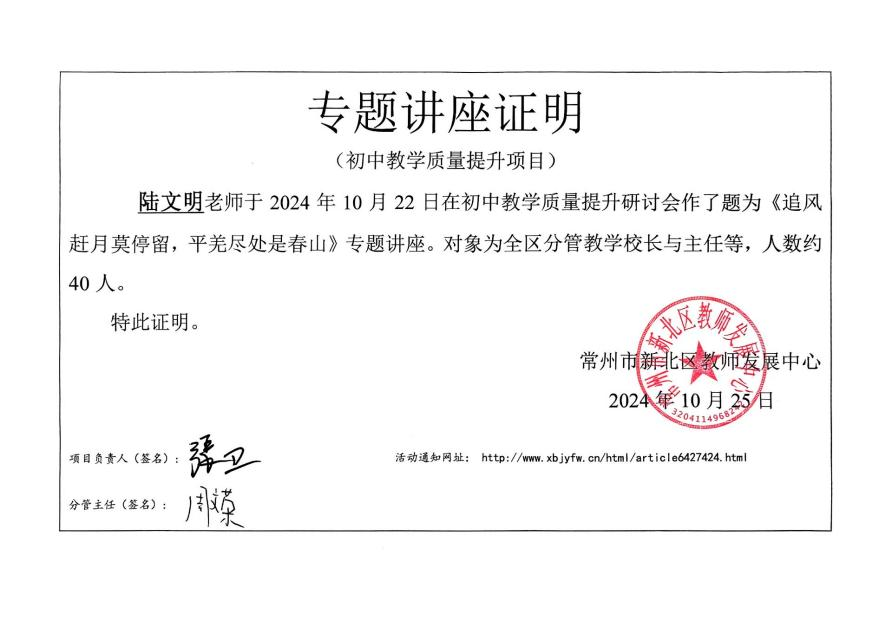 专题讲座证明
（初中教学质量提升项目）
陆文明老师于 2024 年 10 月 22 日在初中教学质量提升研讨会作了题为《追风
赶月莫停留，平芜尽处是春山》专题讲座。对象为全区分管教学校长与主任等，人数约
40 人。
特此证明。
常州市新北区教师发展中心
常州市新北区教师发展中心
2024 年 10 月 25 日
项目负责人（签名）：
活动通知网址： http://www.xbjyfw.cn/html/article6427424.html
分管主任（签名）：